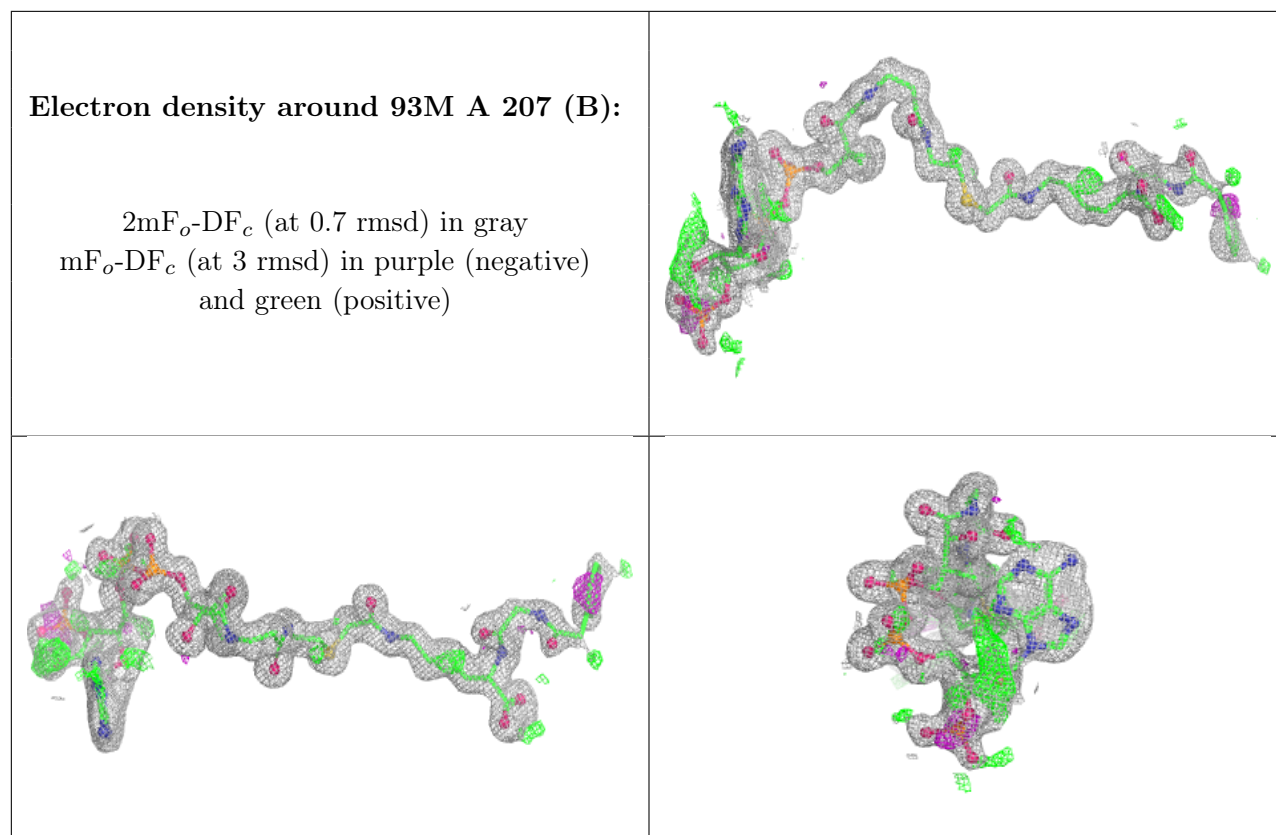 Electron density around 93M A 207 (B):
2mFo-DFc (at 0.7 rmsd) in gray
mFo-DFc (at 3 rmsd) in purple (negative)
and green (positive)